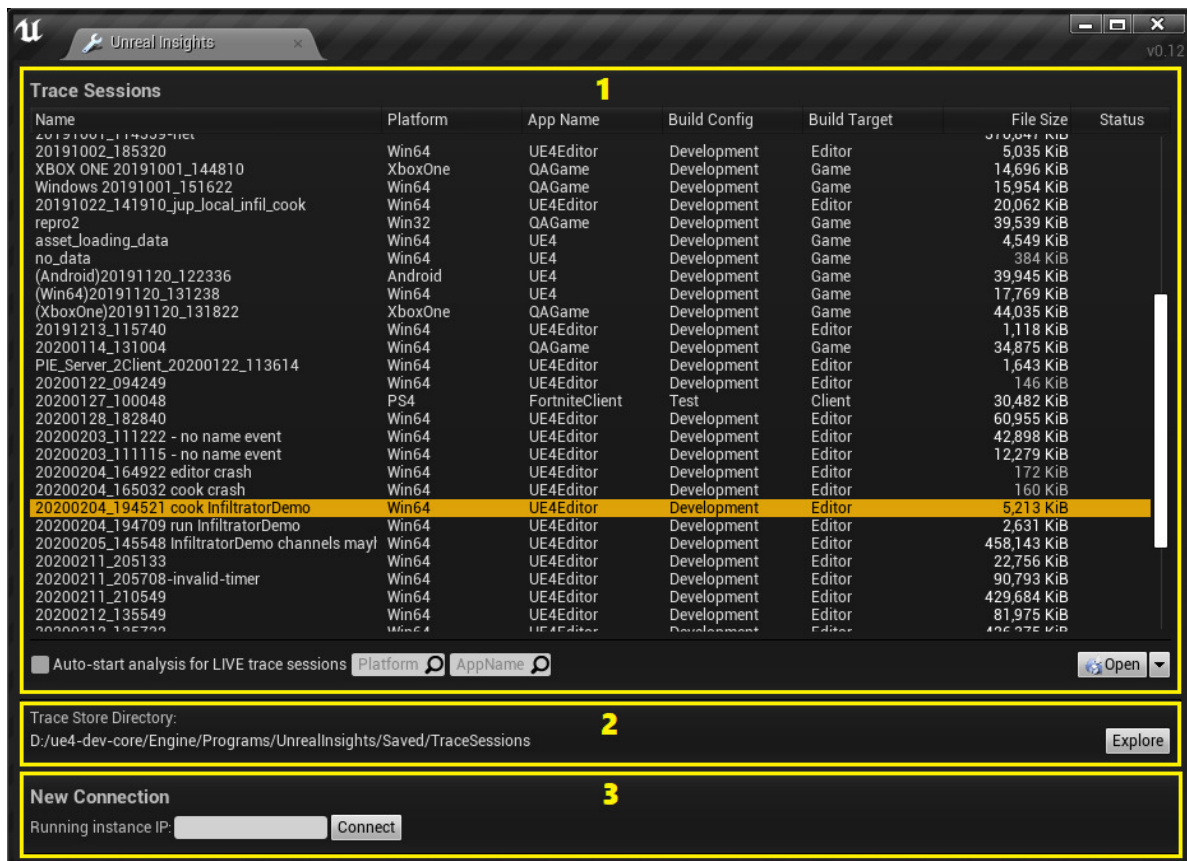 Unreal Insights
v0.12
Trace Sessions
1
Name Platform App Name Build Config Build Target File Size Status
20191002_185320 Win64 UE4Editor Development Editor 5,035 KiB
XBOX ONE 20191001_144810 XboxOne QAGame Development Game 14,696 KiB
Windows 20191001_151622 Win64 QAGame Development Game 15,954 KiB
20191022_141910_jup_local_infil_cook Win64 UE4Editor Development Editor 20,062 KiB
repro2 Win32 QAGame Development Game 39,539 KiB
asset_loading_data Win64 UE4 Development Game 4,549 KiB
no_data Win64 UE4 Development Game 384 KiB
(Android)20191120_122336 Android UE4 Development Game 39,945 KiB
(Win64)20191120_131238 Win64 UE4 Development Game 17,769 KiB
(XboxOne)20191120_131822 XboxOne QAGame Development Game 44,035 KiB
20191213_115740 Win64 UE4Editor Development Editor 1,118 KiB
20200114_131004 Win64 QAGame Development Game 34,875 KiB
PIE_Server_2Client_20200122_113614 Win64 UE4Editor Development Editor 1,643 KiB
20200122_094249 Win64 UE4Editor Development Editor 146 KiB
20200127_100048 PS4 FortniteClient Test Client 30,482 KiB
20200128_182840 Win64 UE4Editor Development Editor 60,955 KiB
20200203_111222 - no name event Win64 UE4Editor Development Editor 42,898 KiB
20200203_111115 - no name event Win64 UE4Editor Development Editor 12,279 KiB
20200204_164922 editor crash Win64 UE4Editor Development Editor 172 KiB
20200204_165032 cook crash Win64 UE4Editor Development Editor 160 KiB
20200204_194521 cook InfiltratorDemo Win64 UE4Editor Development Editor 5,213 KiB
20200204_194709 run InfiltratorDemo Win64 UE4Editor Development Editor 2,631 KiB
20200205_145548 InfiltratorDemo channels Win64 UE4Editor Development Editor 458,143 KiB
20200211_205133 Win64 UE4Editor Development Editor 22,756 KiB
20200211_205708-invalid-timer Win64 UE4Editor Development Editor 90,793 KiB
20200211_210549 Win64 UE4Editor Development Editor 429,684 KiB
20200212_135549 Win64 UE4Editor Development Editor 81,975 KiB
Auto-start analysis for LIVE trace sessions Platform AppName Open
Trace Store Directory:
2
D:/ue4-dev-core/Engine/Programs/UnrealInsights/Saved/TraceSessions
Explore
New Connection
3
Running instance IP: Connect